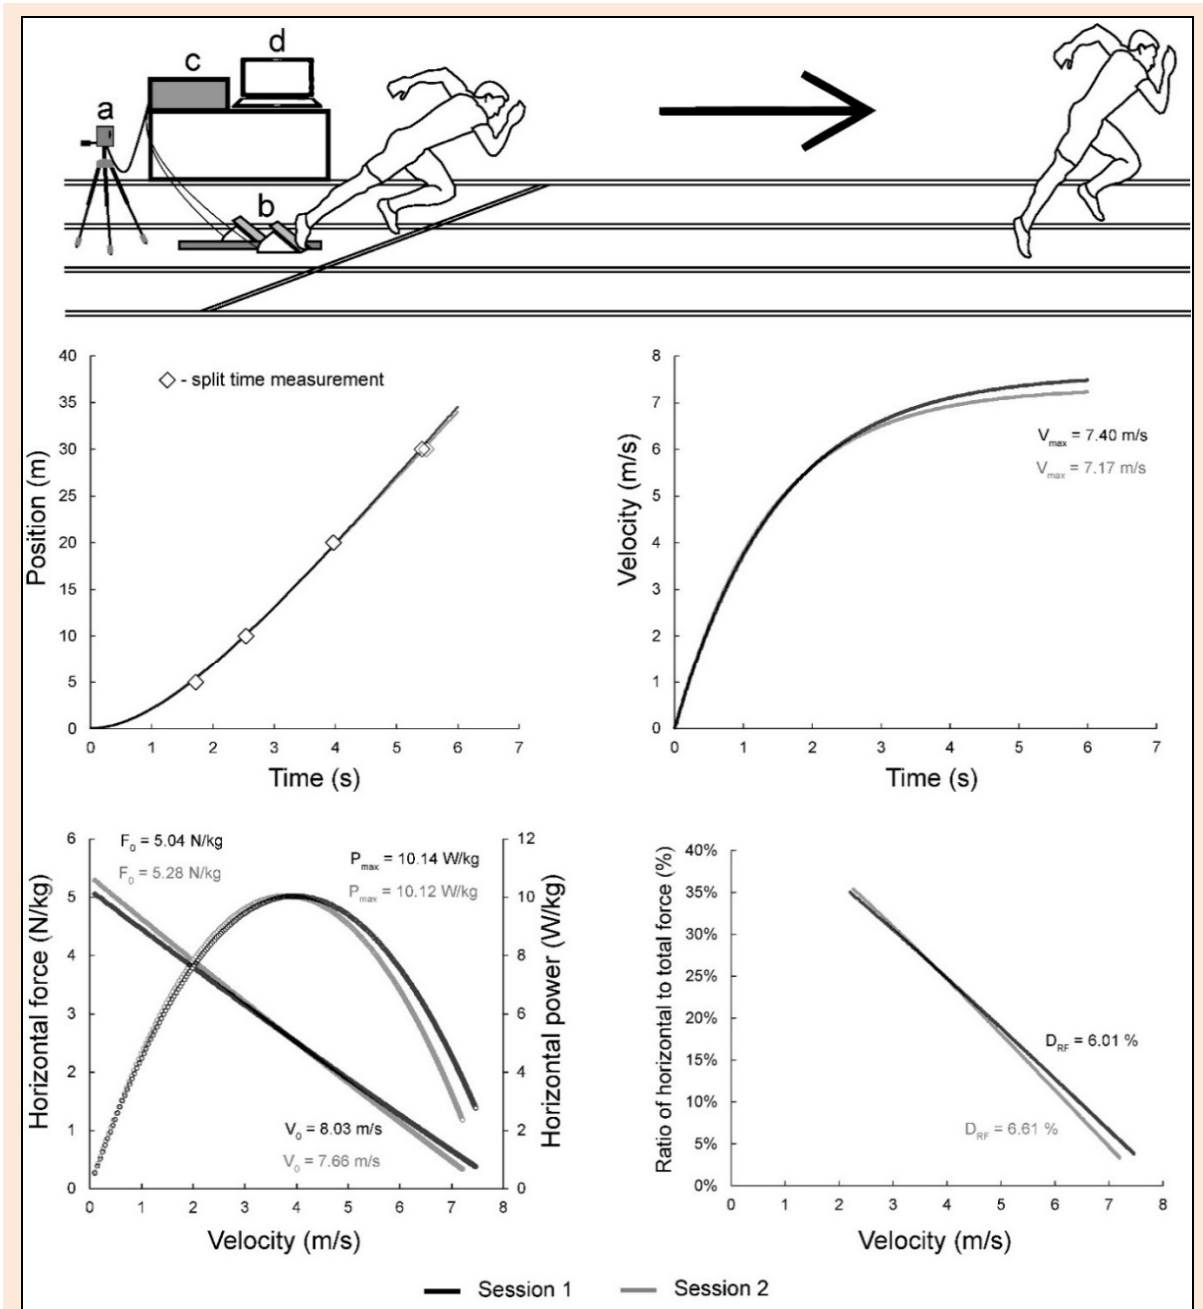 d
c
a
b
◇ - split time measurement
40
35
30
25
20
15
10
5
0
0 1 2 3 4 5 6 7
Position (m)
Time (s)
8
7
6
5
4
3
2
1
0
0 1 2 3 4 5 6 7
Velocity (m/s)
Time (s)
Vmax = 7.40 m/s
Vmax = 7.17 m/s
F0 = 5.04 N/kg
F0 = 5.28 N/kg
Pmax = 10.14 W/kg
Pmax = 10.12 W/kg
V0 = 8.03 m/s
V0 = 7.66 m/s
6
5
4
3
2
1
0
12
10
8
6
4
2
0
0 1 2 3 4 5 6 7 8
Horizontal force (N/kg)
Horizontal power (W/kg)
Velocity (m/s)
40%
35%
30%
25%
20%
15%
10%
5%
0%
0 1 2 3 4 5 6 7 8
Ratio of horizontal to total force (%)
Velocity (m/s)
DRF = 6.01 %
DRF = 6.61 %
Session 1 Session 2